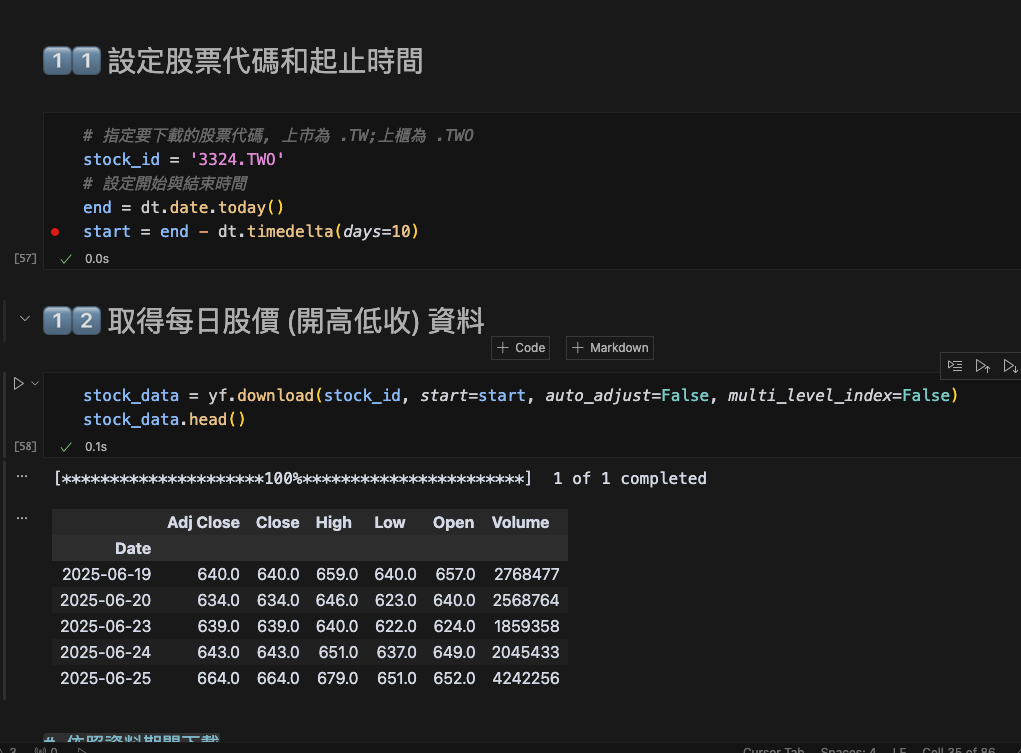 1 1 設定股票代碼和起止時間
# 指定要下載的股票代碼, 上市為 .TW;上櫃為 .TWO
stock_id = '3324.TWO'
# 設定開始與結束時間
end = dt.date.today()
start = end - dt.timedelta(days=10)
[57] ✓ 0.0s
1 2 取得每日股價 (開高低收) 資料
+ Code + Markdown
stock_data = yf.download(stock_id, start=start, auto_adjust=False, multi_level_index=False)
stock_data.head()
[58] ✓ 0.1s
[*********************100%***********************]  1 of 1 completed
Adj Close Close High Low Open Volume
Date
2025-06-19 640.0 640.0 659.0 640.0 657.0 2768477
2025-06-20 634.0 634.0 646.0 623.0 640.0 2568764
2025-06-23 639.0 639.0 640.0 622.0 624.0 1859358
2025-06-24 643.0 643.0 651.0 637.0 649.0 2045433
2025-06-25 664.0 664.0 679.0 651.0 652.0 4242256
# 依照資料期間下載
Cursor Tab Spaces: 4 LF Cell 35 of 86